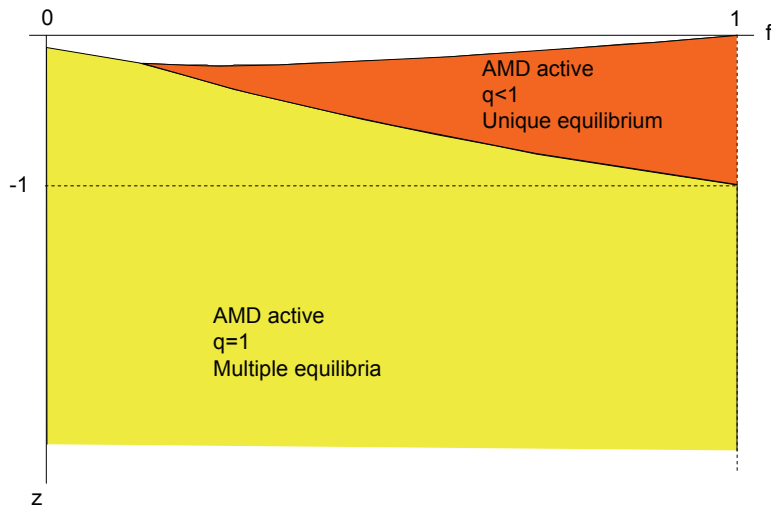 0
1
f
AMD active
q<1
Unique equilibrium
-1
AMD active
q=1
Multiple equilibria
z